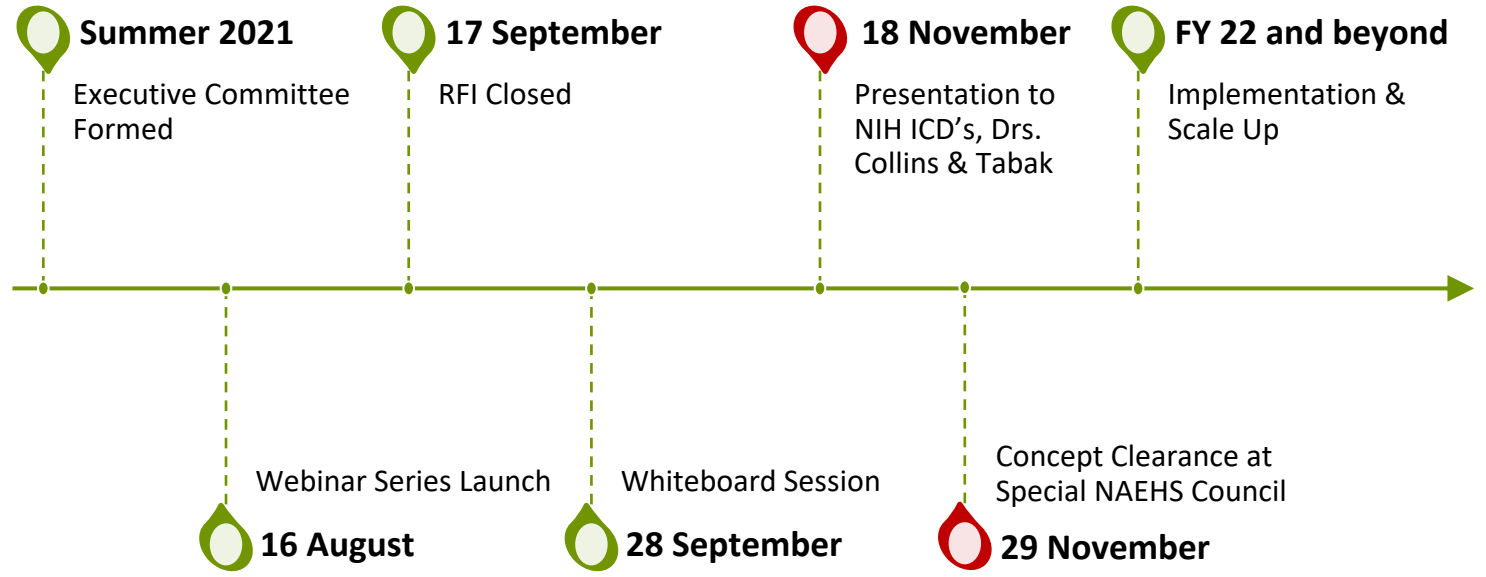 Summer 2021
Executive Committee
Formed
17 September
RFI Closed
18 November
Presentation to
NIH ICD's, Drs.
Collins & Tabak
FY 22 and beyond
Implementation &
Scale Up
Webinar Series Launch
16 August
Whiteboard Session
28 September
Concept Clearance at
Special NAEHS Council
29 November